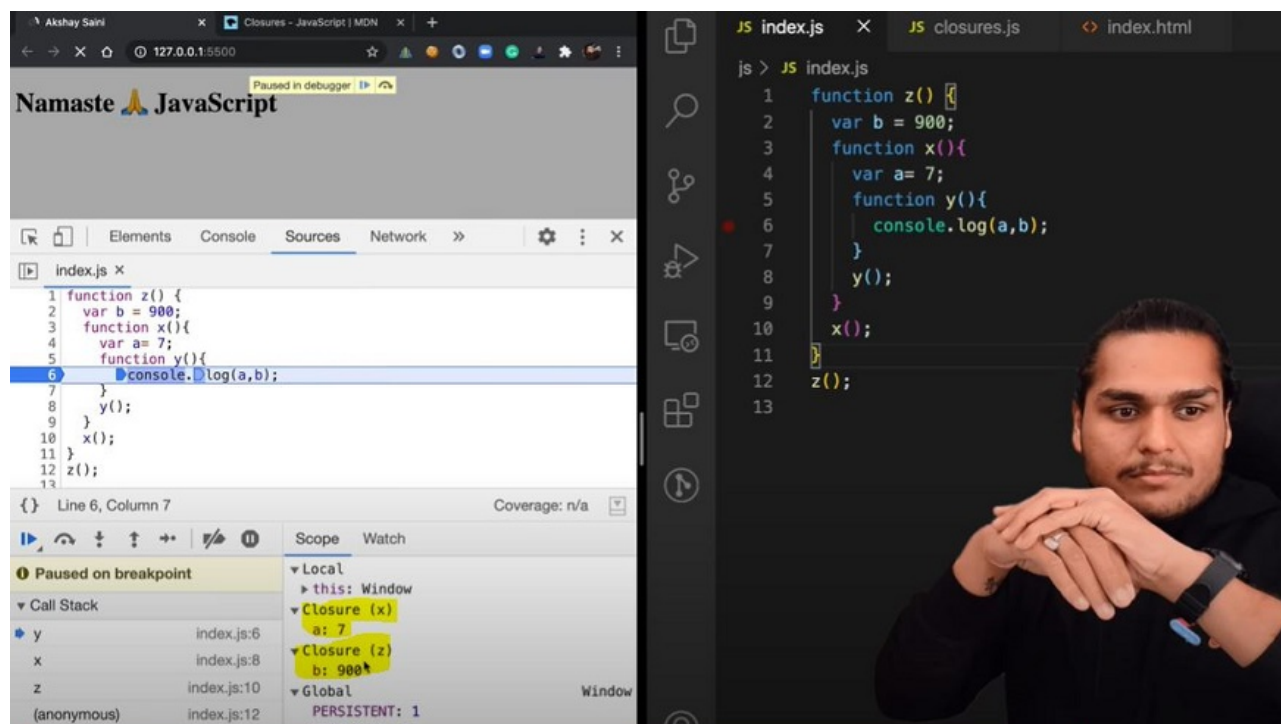 Akshay Saini
Closures - JavaScript | MDN
127.0.0.1:5500
Paused in debugger
Namaste 🙏 JavaScript
Elements Console Sources Network »
index.js ×
1 function z() {
2 var b = 900;
3 function x(){
4 var a= 7;
5 function y(){
6 console.log(a,b);
7 }
8 y();
9 }
10 x();
11 }
12 z();
13
{} Line 6, Column 7 Coverage: n/a
Scope Watch
Paused on breakpoint
Call Stack
y index.js:6
x index.js:8
z index.js:10
(anonymous) index.js:12
Local
this: Window
Closure (x)
a: 7
Closure (z)
b: 900
Global Window
PERSISTENT: 1
JS index.js × JS closures.js <> index.html
js > JS index.js
1 function z() {
2 var b = 900;
3 function x(){
4 var a= 7;
5 function y(){
6 console.log(a,b);
7 }
8 y();
9 }
10 x();
11 }
12 z();
13